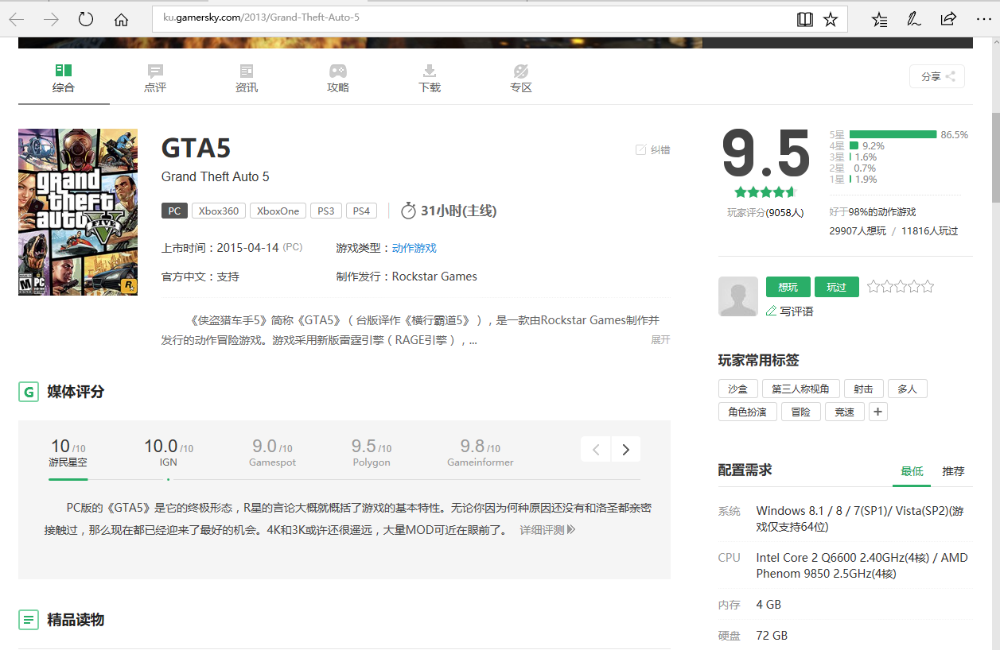 ku.gamersky.com/2013/Grand-Theft-Auto-5
综合
点评
资讯
攻略
下载
专区
分享
grand
theft
auto
V
FIVE
M
PC
R
GTA5
纠错
Grand Theft Auto 5
PC Xbox360 XboxOne PS3 PS4 31小时(主线)
上市时间：2015-04-14 (PC) 游戏类型：动作游戏
官方中文：支持 制作发行：Rockstar Games
《侠盗猎车手5》简称《GTA5》（台版译作《横行霸道5》），是一款由Rockstar Games制作并
发行的动作冒险游戏。游戏采用新版雷霆引擎（RAGE引擎），...
展开
9.5
玩家评分(9058人)
5星 86.5%
4星 9.2%
3星 1.6%
2星 0.7%
1星 1.9%
好于98%的动作游戏
29907人想玩 / 11816人玩过
想玩 玩过
写评语
G 媒体评分
10/10
游民星空
10.0/10
IGN
9.0/10
Gamespot
9.5/10
Polygon
9.8/10
Gameinformer
PC版的《GTA5》是它的终极形态，R星的言论大概就概括了游戏的基本特性。无论你因为何种原因还没有和洛圣都亲密
接触过，那么现在都已经迎来了最好的机会。4K和3K或许还很遥远，大量MOD可近在眼前了。 详细评测
精品读物
玩家常用标签
沙盒 第三人称视角 射击 多人
角色扮演 冒险 竞速 +
配置需求 最低 推荐
系统 Windows 8.1 / 8 / 7(SP1)/ Vista(SP2)(游
戏仅支持64位)
CPU Intel Core 2 Q6600 2.40GHz(4核) / AMD
Phenom 9850 2.5GHz(4核)
内存 4 GB
硬盘 72 GB